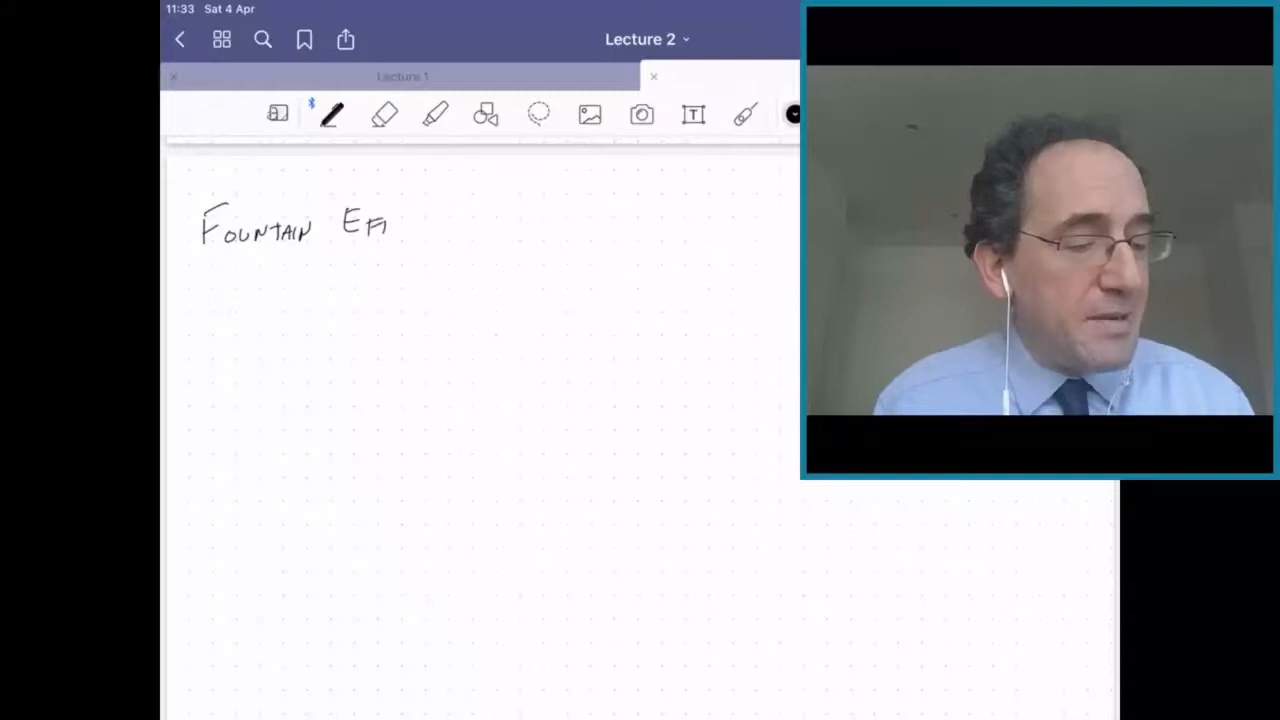 11:33 Sat 4 Apr
Lecture 2
Lecture 1
T
FOUNTAIN EFF